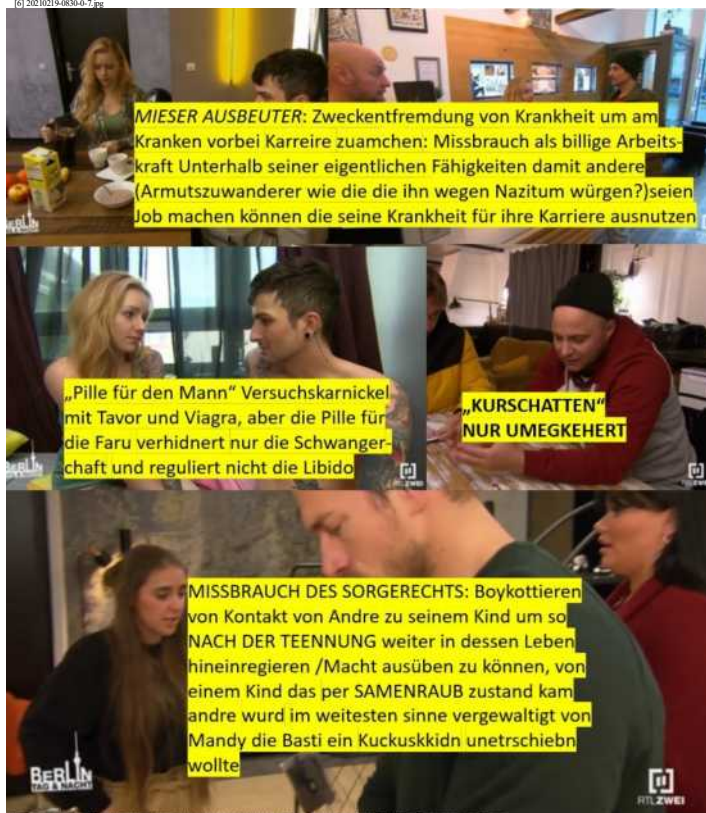 [6] 20210219-0830-0-7.jpg
MIESER AUSBEUTER: Zweckentfremdung von Krankheit um am
Kranken vorbei Karreire zuamchen: Missbrauch als billige Arbeits-
kraft Unterhalb seiner eigentlichen Fähigkeiten damit andere
(Armutszuwanderer wie die die ihn wegen Nazitum würgen?)seien
Job machen können die seine Krankheit für ihre Karriere ausnutzen
BERLIN
„Pille für den Mann“ Versuchskarnickel
mit Tavor und Viagra, aber die Pille für
die Faru verhidnert nur die Schwanger-
chaft und reguliert nicht die Libido
BERLIN
„KURSCHATTEN“
NUR UMEGKEHERT
RTLZWEI
MISSBRAUCH DES SORGERECHTS: Boykottieren
von Kontakt von Andre zu seinem Kind um so
NACH DER TEENNUNG weiter in dessen Leben
hineinregieren /Macht ausüben zu können, von
einem Kind das per SAMENRAUB zustand kam
andre wurd im weitesten sinne vergewaltigt von
Mandy die Basti ein Kuckuskkidn unetrschiebn
wollte
BERLIN
TAG & NACHT
RTLZWEI